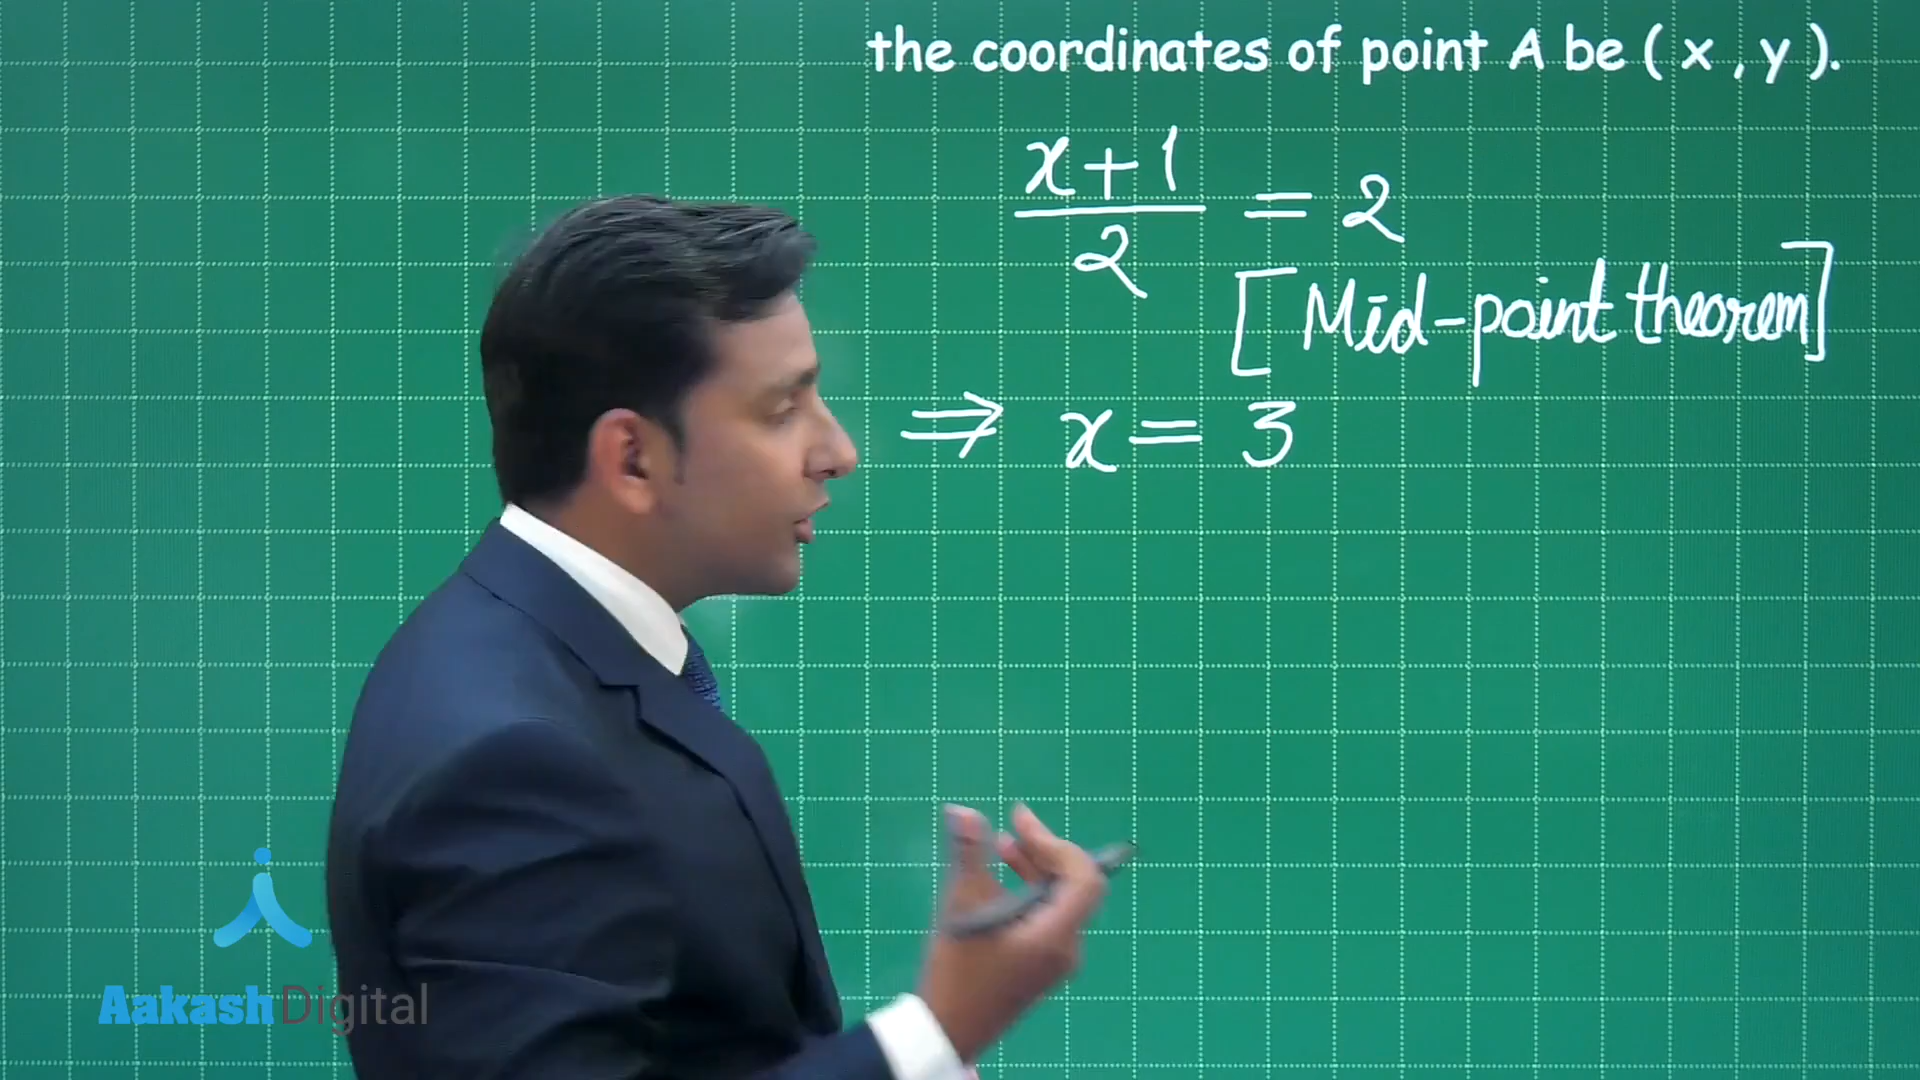 the coordinates of point A be ( x , y ).
x+1
2
= 2
[Mid-point theorem]
⇒ x = 3
Aakash Digital